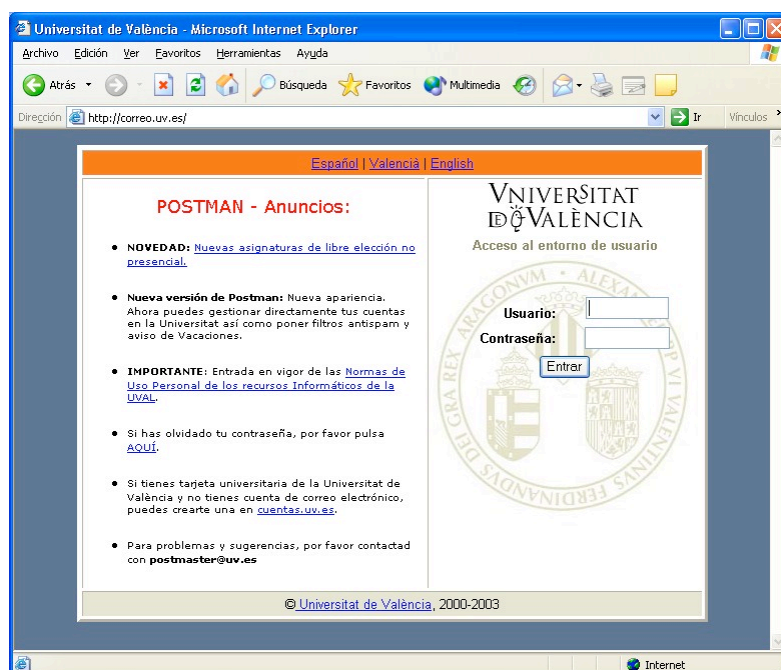 Universitat de València - Microsoft Internet Explorer
Archivo Edición Ver Favoritos Herramientas Ayuda
Atrás Búsqueda Favoritos Multimedia
Dirección http://correo.uv.es/ Ir Vínculos »
Español | Valencià | English
POSTMAN - Anuncios:
NOVEDAD: Nuevas asignaturas de libre elección no
presencial.
Nueva versión de Postman: Nueva apariencia.
Ahora puedes gestionar directamente tus cuentas
en la Universitat así como poner filtros antispam y
aviso de Vacaciones.
IMPORTANTE: Entrada en vigor de las Normas de
Uso Personal de los recursos Informáticos de la
UVAL.
Si has olvidado tu contraseña, por favor pulsa
AQUÍ.
Si tienes tarjeta universitaria de la Universitat de
València y no tienes cuenta de correo electrónico,
puedes crearte una en cuentas.uv.es.
Para problemas y sugerencias, por favor contactad
con postmaster@uv.es
VNIVERSITAT
DE VALÈNCIA
Acceso al entorno de usuario
Usuario:
Contraseña:
Entrar
© Universitat de València, 2000-2003
Internet